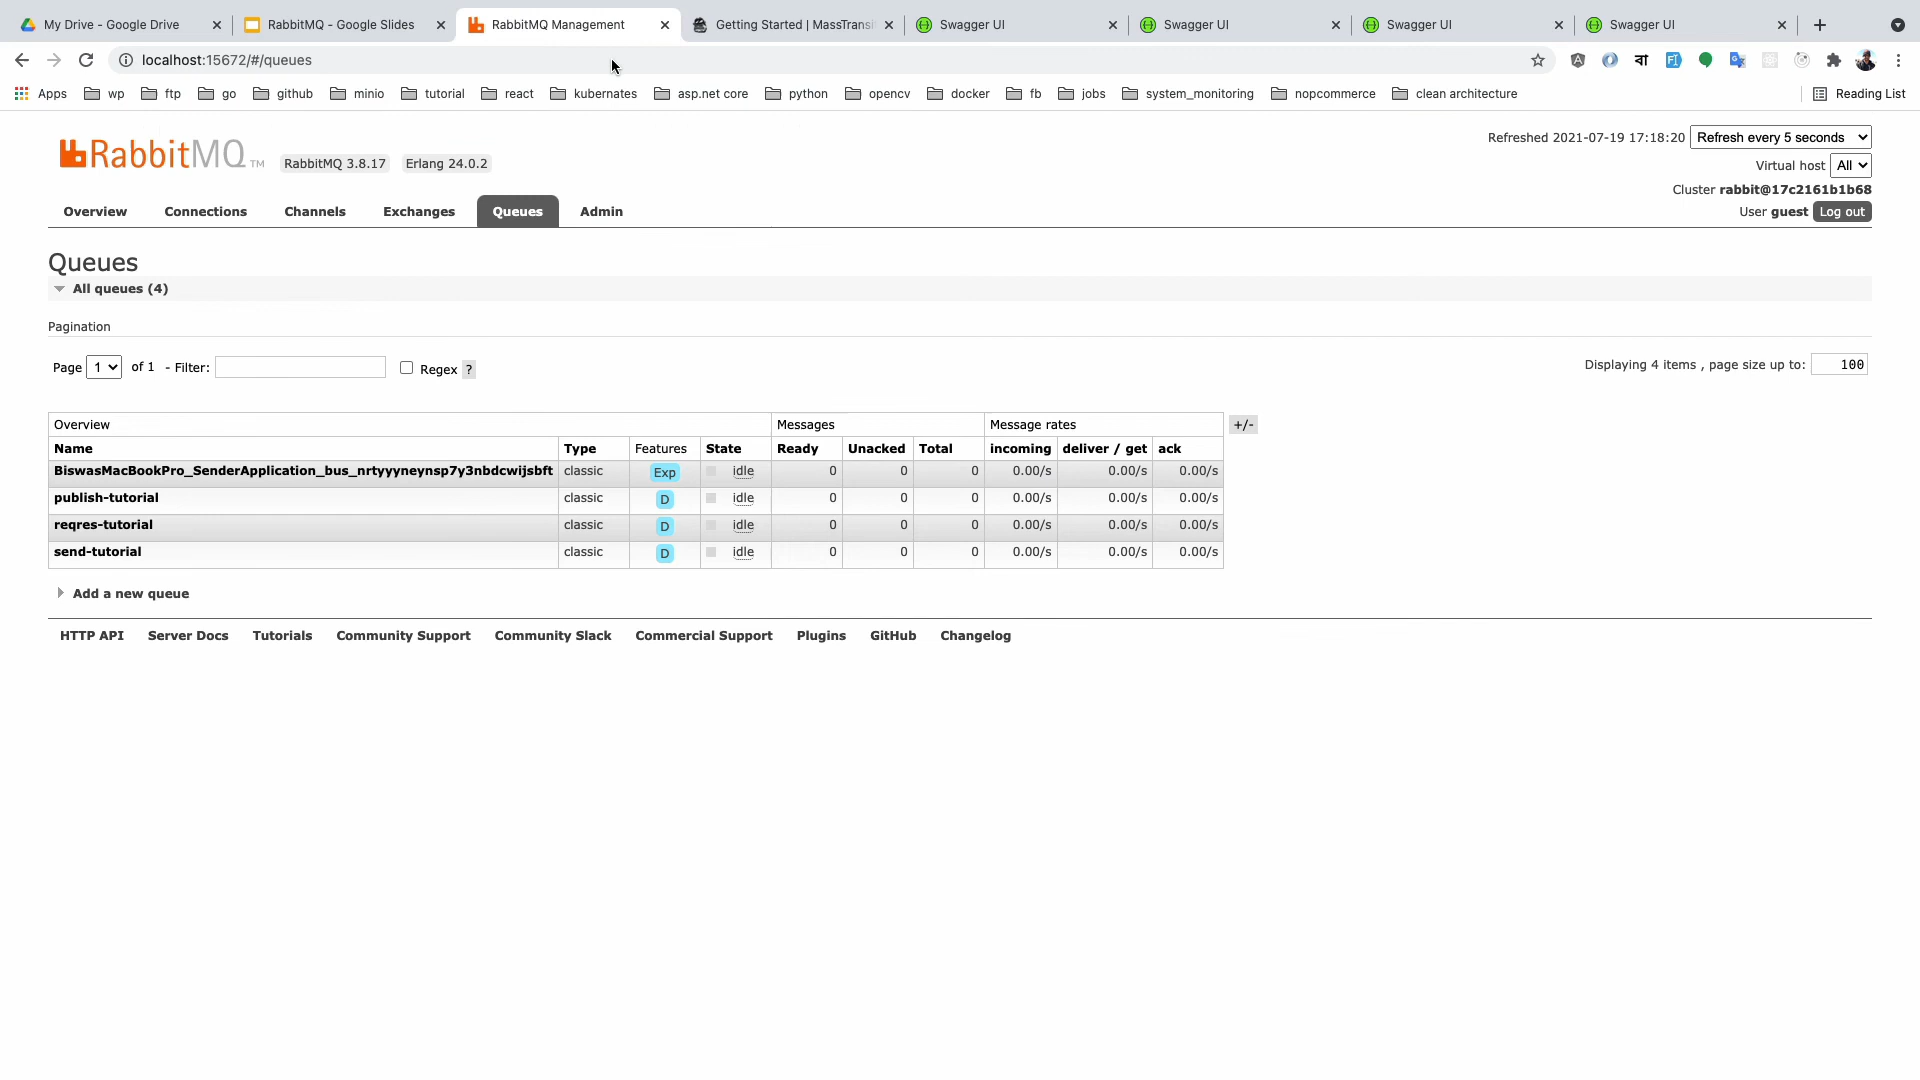 My Drive - Google Drive
RabbitMQ - Google Slides
RabbitMQ Management
Getting Started | MassTransi
Swagger UI
Swagger UI
Swagger UI
Swagger UI
localhost:15672/#/queues
Apps wp ftp go github minio tutorial react kubernates asp.net core python opencv docker fb jobs system_monitoring nopcommerce clean architecture Reading List
RabbitMQ TM RabbitMQ 3.8.17 Erlang 24.0.2
Refreshed 2021-07-19 17:18:20 Refresh every 5 seconds
Virtual host All
Cluster rabbit@17c2161b1b68
User guest Log out
Overview Connections Channels Exchanges Queues Admin
Queues
All queues (4)
Pagination
Page 1 of 1 - Filter: Regex ? Displaying 4 items , page size up to: 100
Overview Messages Message rates +/-
Name Type Features State Ready Unacked Total incoming deliver / get ack
BiswasMacBookPro_SenderApplication_bus_nrtyyyneynsp7y3nbdcwijsbft classic Exp idle 0 0 0 0.00/s 0.00/s 0.00/s
publish-tutorial classic D idle 0 0 0 0.00/s 0.00/s 0.00/s
reqres-tutorial classic D idle 0 0 0 0.00/s 0.00/s 0.00/s
send-tutorial classic D idle 0 0 0 0.00/s 0.00/s 0.00/s
Add a new queue
HTTP API Server Docs Tutorials Community Support Community Slack Commercial Support Plugins GitHub Changelog